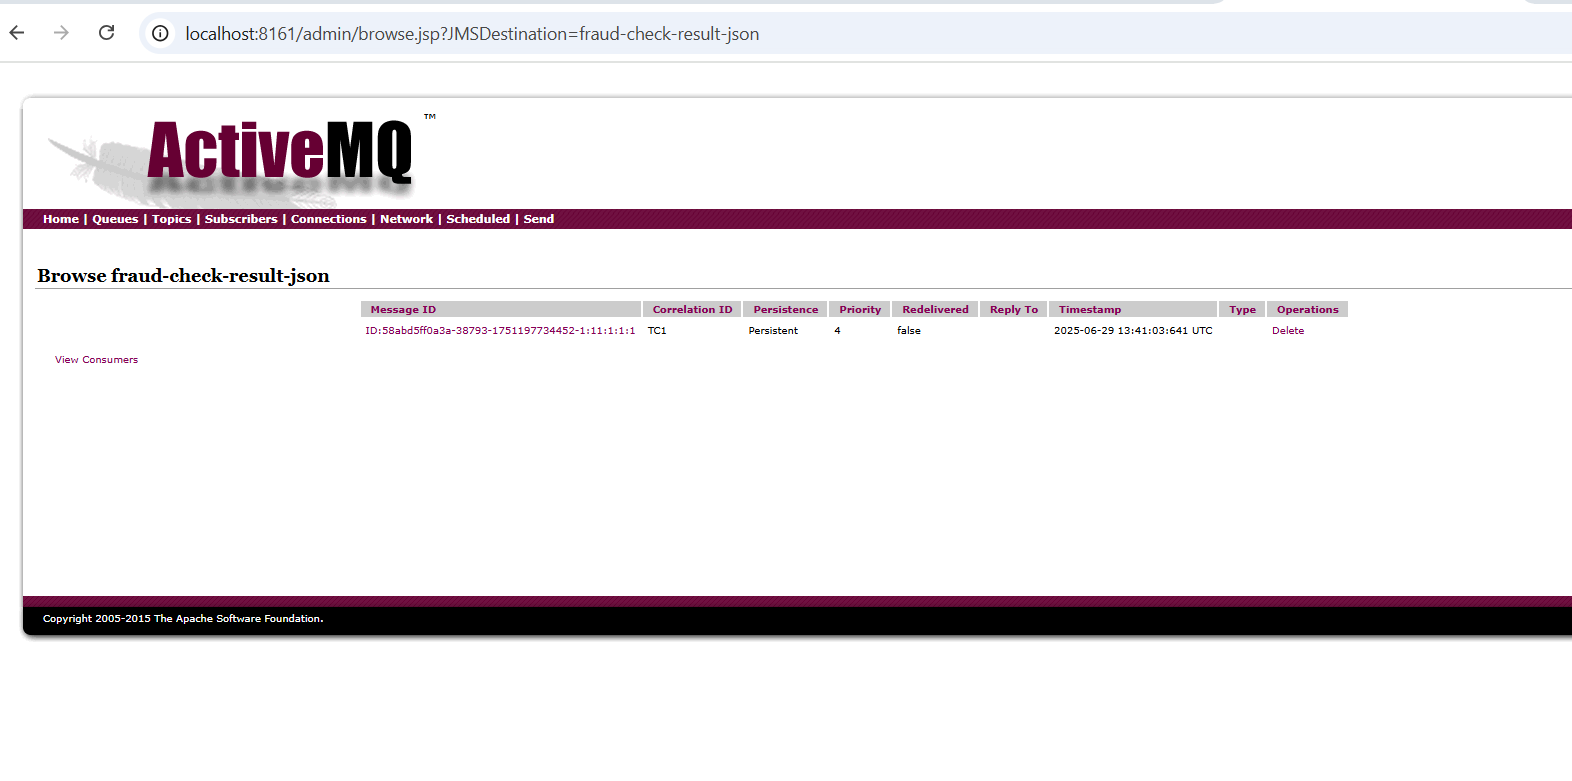 localhost:8161/admin/browse.jsp?JMSDestination=fraud-check-result-json
ActiveMQ ™
Home | Queues | Topics | Subscribers | Connections | Network | Scheduled | Send
Browse fraud-check-result-json
Message ID Correlation ID Persistence Priority Redelivered Reply To Timestamp Type Operations
ID:58abd5ff0a3a-38793-1751197734452-1:11:1:1:1 TC1 Persistent 4 false 2025-06-29 13:41:03:641 UTC Delete
View Consumers
Copyright 2005-2015 The Apache Software Foundation.